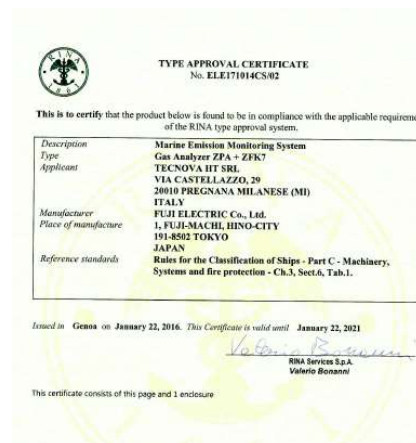 RINA
1861
TYPE APPROVAL CERTIFICATE
No. ELE171014CS/02
This is to certify that the product below is found to be in compliance with the applicable requireme
of the RINA type approval system.
Description Marine Emission Monitoring System
Type Gas Analyzer ZPA + ZFK7
Applicant TECNOVA HT SRL
VIA CASTELLAZZO, 29
20010 PREGNANA MILANESE (MI)
ITALY
Manufacturer FUJI ELECTRIC Co., Ltd.
Place of manufacture 1, FUJI-MACHI, HINO-CITY
191-8502 TOKYO
JAPAN
Reference standards Rules for the Classification of Ships - Part C - Machinery,
Systems and fire protection - Ch.3, Sect.6, Tab.1.
Issued in Genoa on January 22, 2016. This Certificate is valid until January 22, 2021
Valerio Bonanni
RINA Services S.p.A.
Valerio Bonanni
This certificate consists of this page and 1 enclosure